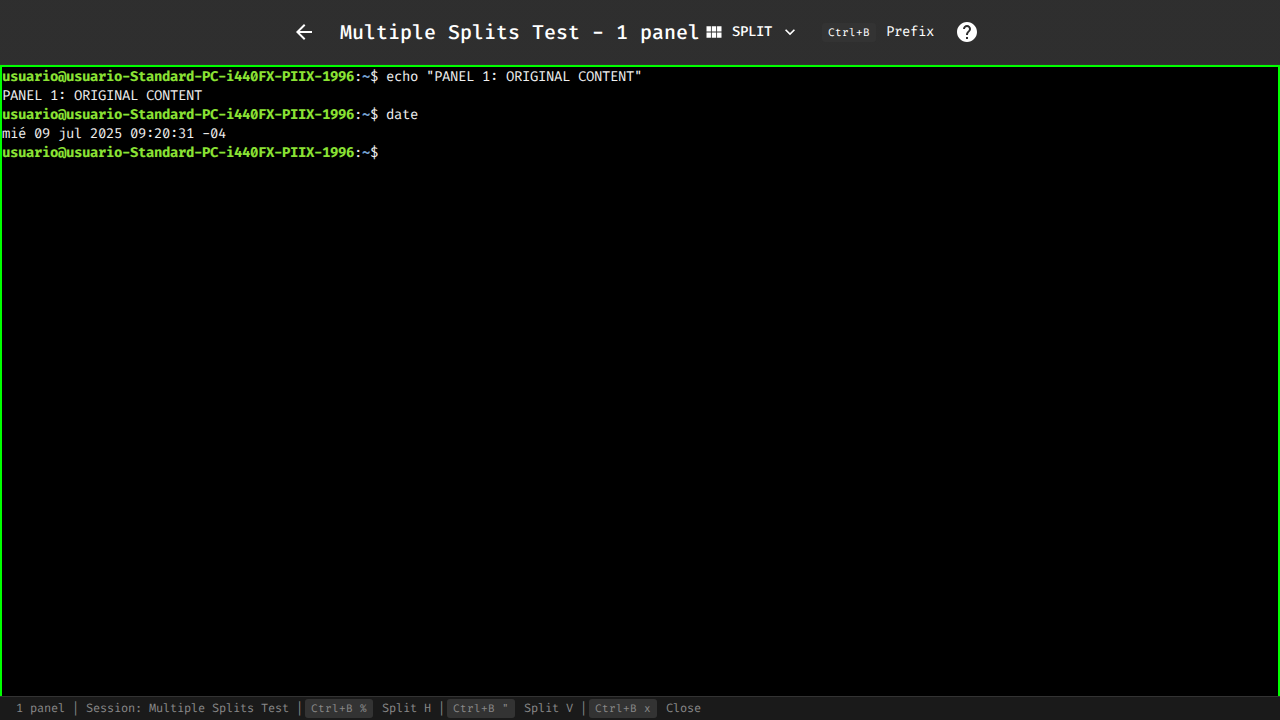 Multiple Splits Test - 1 panel SPLIT Ctrl+B Prefix ?
usuario@usuario-Standard-PC-i440FX-PIIX-1996:~$ echo "PANEL 1: ORIGINAL CONTENT"
PANEL 1: ORIGINAL CONTENT
usuario@usuario-Standard-PC-i440FX-PIIX-1996:~$ date
mié 09 jul 2025 09:20:31 -04
usuario@usuario-Standard-PC-i440FX-PIIX-1996:~$
1 panel | Session: Multiple Splits Test | Ctrl+B % Split H | Ctrl+B " Split V | Ctrl+B x Close